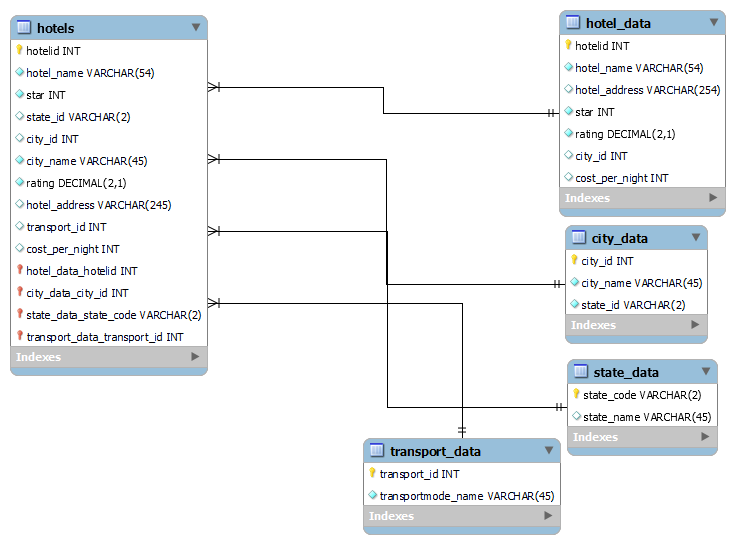 hotels
hotelid INT
hotel_name VARCHAR(54)
star INT
state_id VARCHAR(2)
city_id INT
city_name VARCHAR(45)
rating DECIMAL(2,1)
hotel_address VARCHAR(245)
transport_id INT
cost_per_night INT
hotel_data_hotelid INT
city_data_city_id INT
state_data_state_code VARCHAR(2)
transport_data_transport_id INT
Indexes
hotel_data
hotelid INT
hotel_name VARCHAR(54)
hotel_address VARCHAR(254)
star INT
rating DECIMAL(2,1)
city_id INT
cost_per_night INT
Indexes
city_data
city_id INT
city_name VARCHAR(45)
state_id VARCHAR(2)
Indexes
state_data
state_code VARCHAR(2)
state_name VARCHAR(45)
Indexes
transport_data
transport_id INT
transportmode_name VARCHAR(45)
Indexes